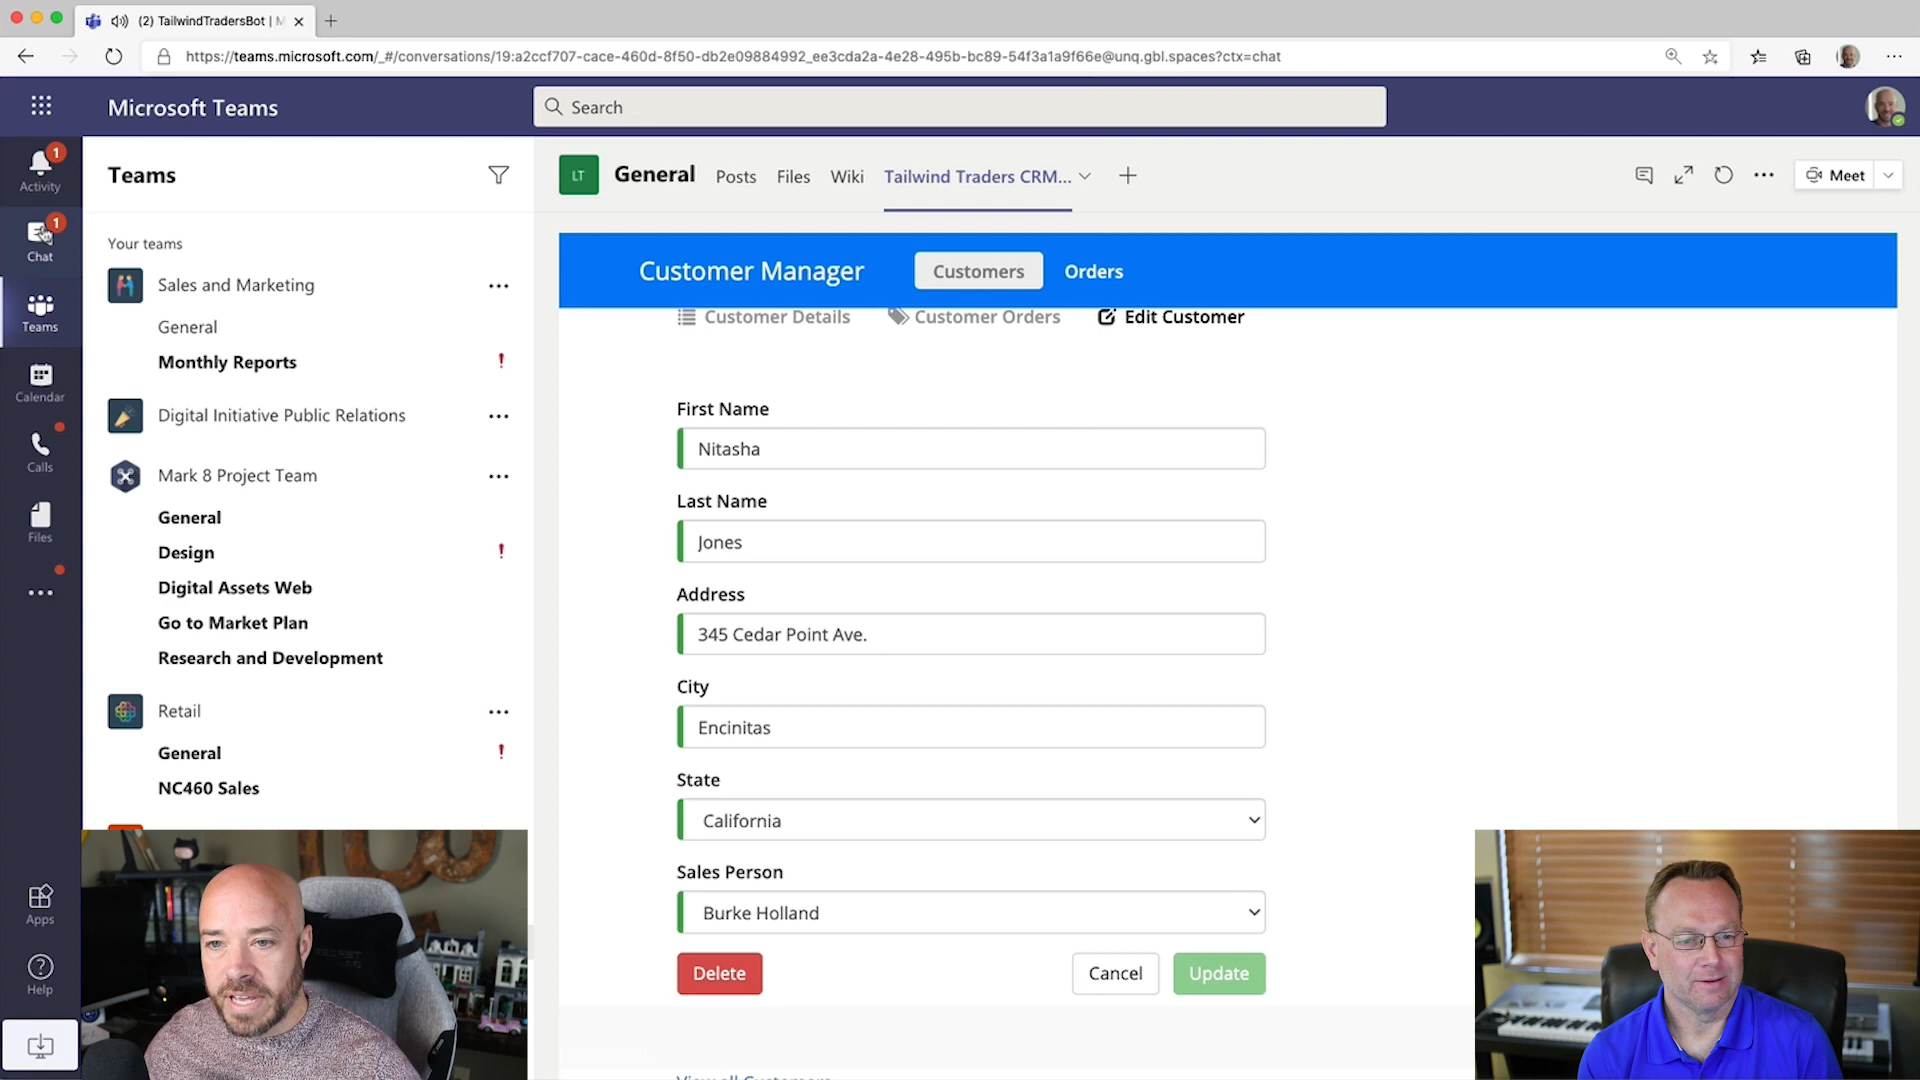 (2) TailwindTradersBot | M
https://teams.microsoft.com/_#/conversations/19:a2ccf707-cace-460d-8f50-db2e09884992_ee3cda2a-4e28-495b-bc89-54f3a1a9f66e@unq.gbl.spaces?ctx=chat
Microsoft Teams
Search
1
Activity
1
Chat
Teams
Calendar
Calls
Files
Apps
Help
Teams
Your teams
Sales and Marketing
General
Monthly Reports
Digital Initiative Public Relations
Mark 8 Project Team
General
Design
Digital Assets Web
Go to Market Plan
Research and Development
Retail
General
NC460 Sales
LT General Posts Files Wiki Tailwind Traders CRM...
Meet
Customer Manager Customers Orders
Customer Details Customer Orders Edit Customer
First Name
Nitasha
Last Name
Jones
Address
345 Cedar Point Ave.
City
Encinitas
State
California
Sales Person
Burke Holland
Delete Cancel Update
View all Customers